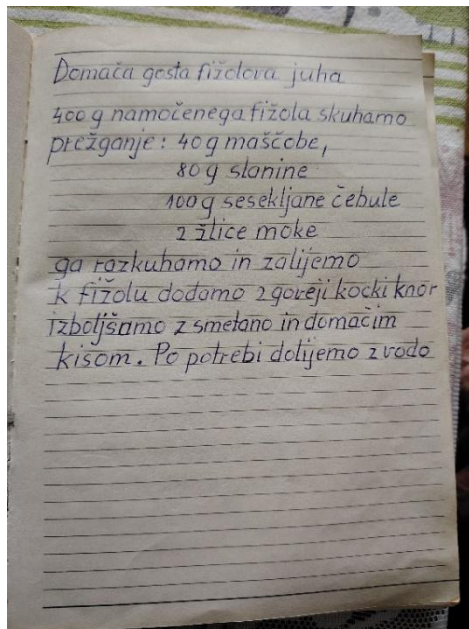 Domača gosta fižolova juha
400 g namočenega fižola skuhamo
prežganje: 40 g maščobe,
80 g slanine
100 g sesekljane čebule
2 žlice moke
ga razkuhamo in zalijemo
k fižolu dodamo 2 goveji kocki knor
izboljšamo z smetano in domačim
kisom. Po potrebi dolijemo z vodo